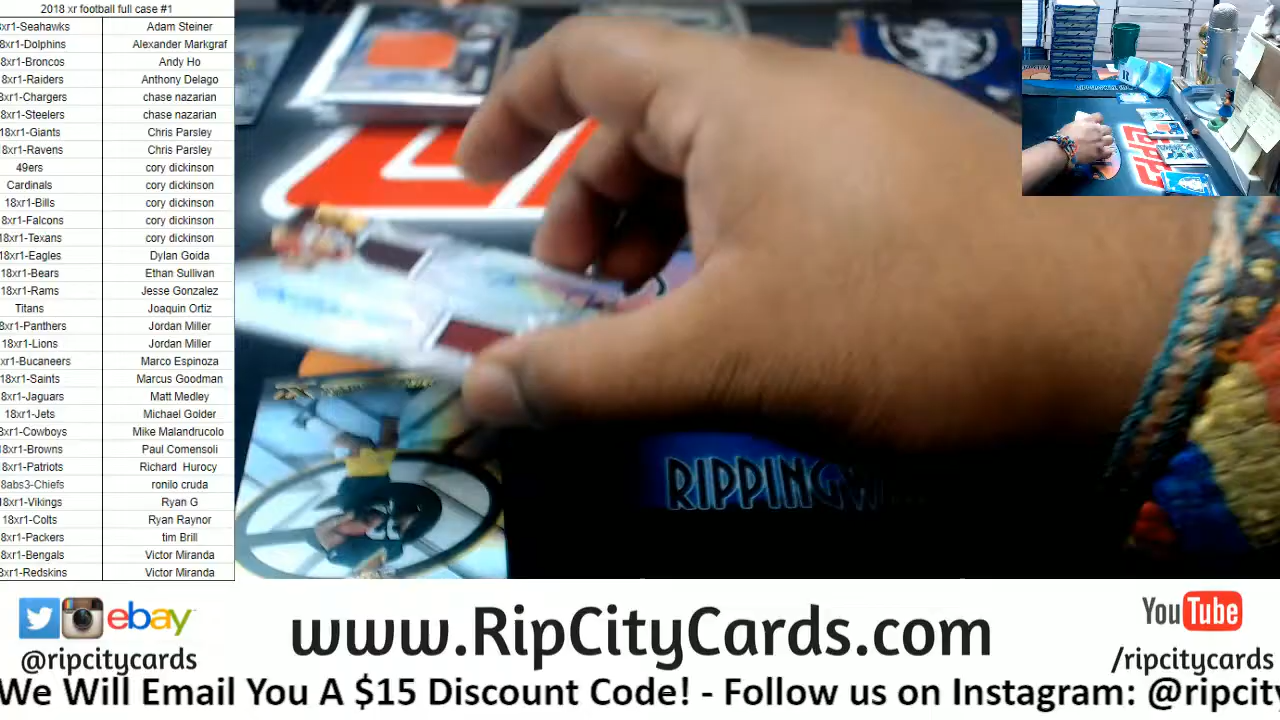 2018 xr football full case #1
xr1-Seahawks Adam Steiner
8xr1-Dolphins Alexander Markgraf
8xr1-Broncos Andy Ho
8xr1-Raiders Anthony Delago
8xr1-Chargers chase nazarian
8xr1-Steelers chase nazarian
18xr1-Giants Chris Parsley
8xr1-Ravens Chris Parsley
49ers cory dickinson
Cardinals cory dickinson
18xr1-Bills cory dickinson
8xr1-Falcons cory dickinson
18xr1-Texans cory dickinson
18xr1-Eagles Dylan Goida
18xr1-Bears Ethan Sullivan
18xr1-Rams Jesse Gonzalez
Titans Joaquin Ortiz
8xr1-Panthers Jordan Miller
18xr1-Lions Jordan Miller
xr1-Bucaneers Marco Espinoza
18xr1-Saints Marcus Goodman
8xr1-Jaguars Matt Medley
18xr1-Jets Michael Golder
8xr1-Cowboys Mike Malandrucolo
18xr1-Browns Paul Comensoli
8xr1-Patriots Richard Hurocy
8abs3-Chiefs ronilo cruda
18xr1-Vikings Ryan G
18xr1-Colts Ryan Raynor
8xr1-Packers tim Brill
8xr1-Bengals Victor Miranda
8xr1-Redskins Victor Miranda
RIPPINGW
ebay
@ripcitycards
www.RipCityCards.com
YouTube
/ripcitycards
We Will Email You A $15 Discount Code! - Follow us on Instagram: @ripcity